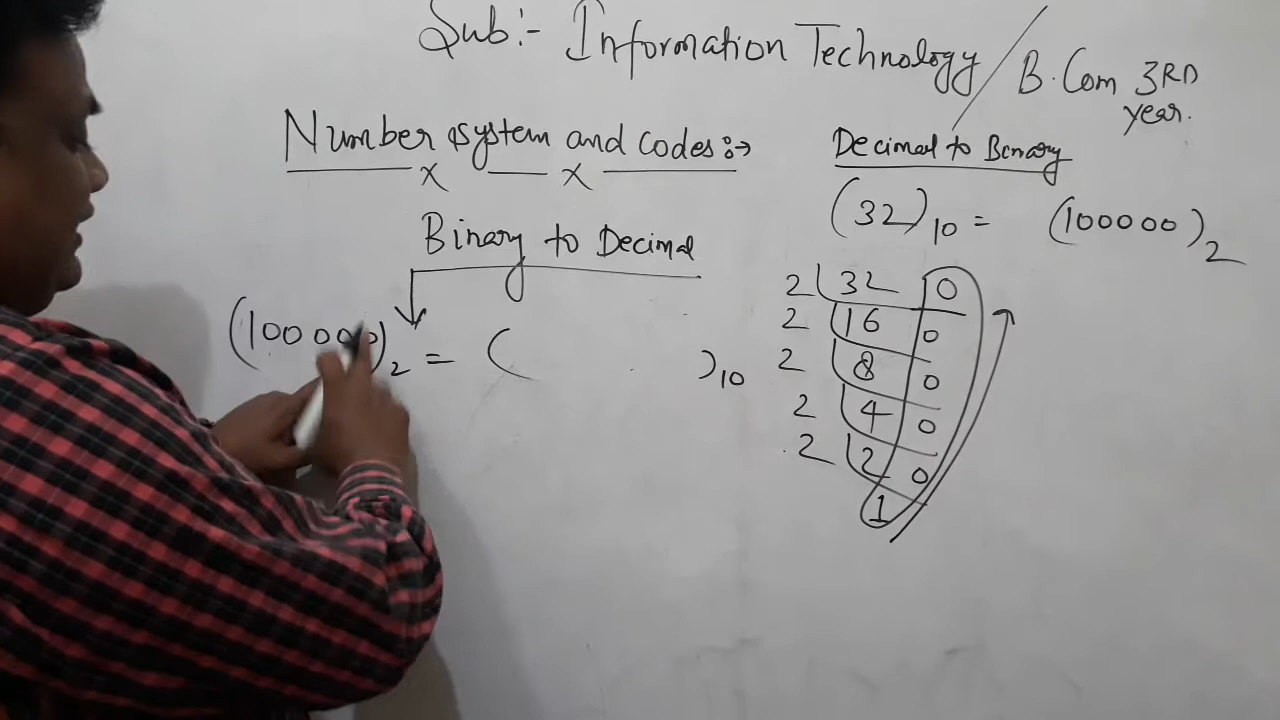 Sub:- Information Technology / B.Com 3RD
year.
Number system and codes:→
x x
Decimal to Binary
(32)10 = (100000)2
Binary to Decimal
(100000)2 = ( )10
2 32 0
2 16 0
2 8 0
2 4 0
2 2 0
1